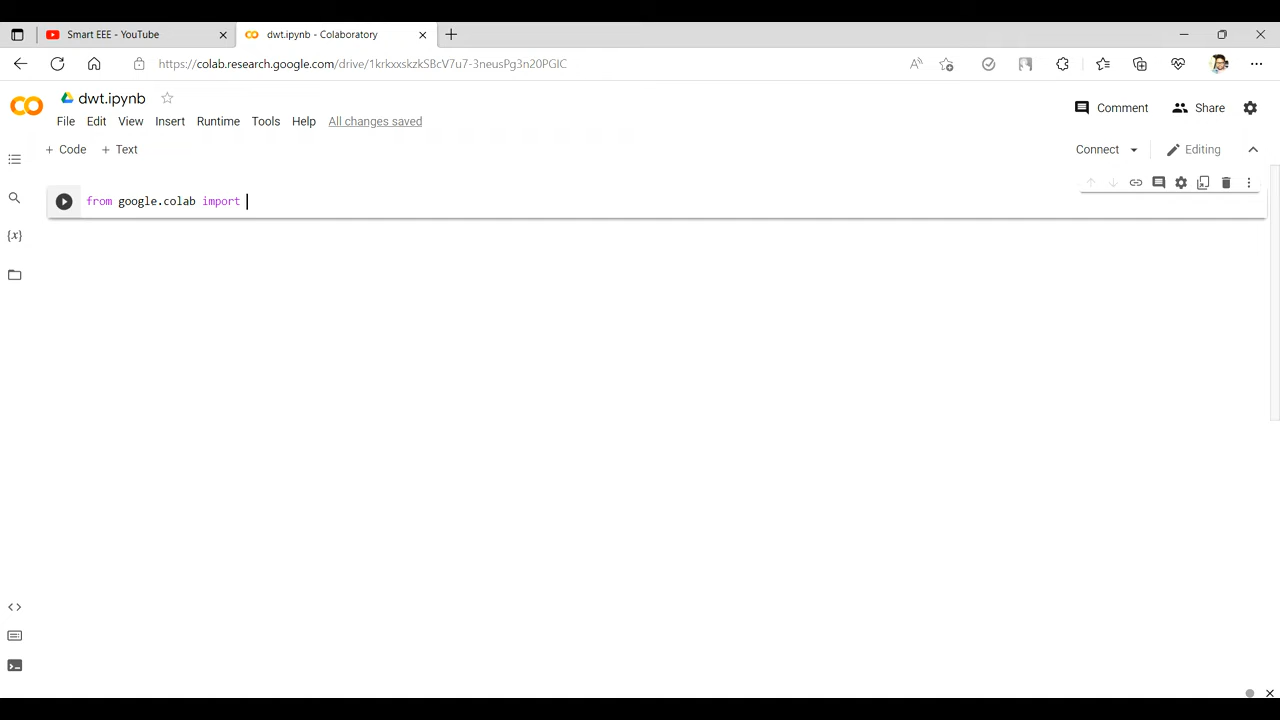 Smart EEE - YouTube
dwt.ipynb - Colaboratory
https://colab.research.google.com/drive/1krkxxskzkSBcV7u7-3neusPg3n20PGIC
dwt.ipynb
Comment
Share
File Edit View Insert Runtime Tools Help All changes saved
+ Code + Text
Connect
Editing
from google.colab import